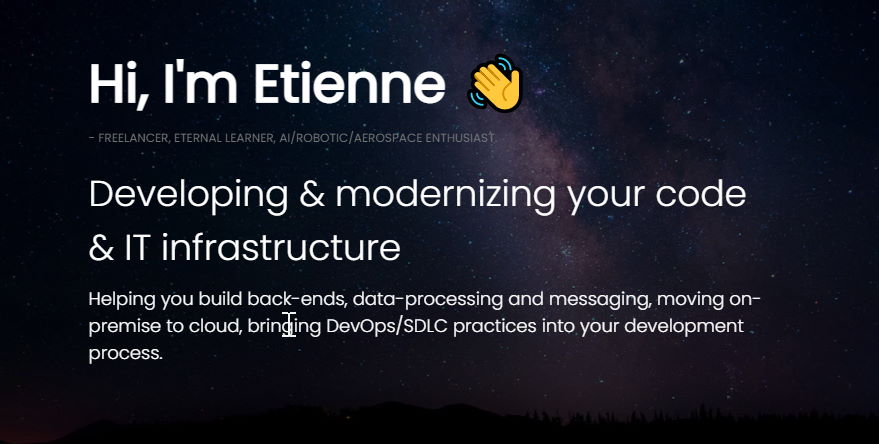 Hi, I'm Etienne 👋
- FREELANCER, ETERNAL LEARNER, AI/ROBOTIC/AEROSPACE ENTHUSIAST.
Developing & modernizing your code
& IT infrastructure
Helping you build back-ends, data-processing and messaging, moving on-
premise to cloud, bringing DevOps/SDLC practices into your development
process.